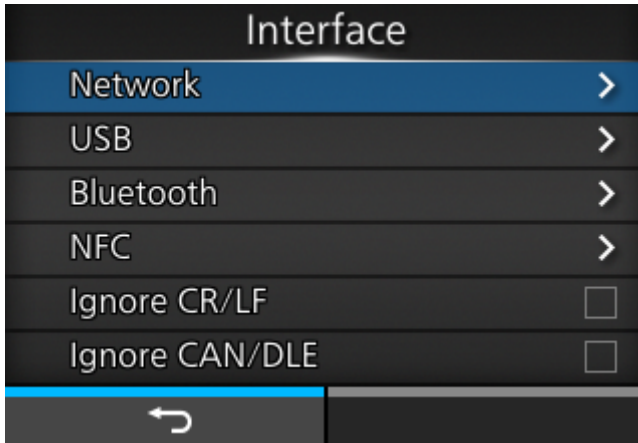 Interface
Network
USB
Bluetooth
NFC
Ignore CR/LF
Ignore CAN/DLE